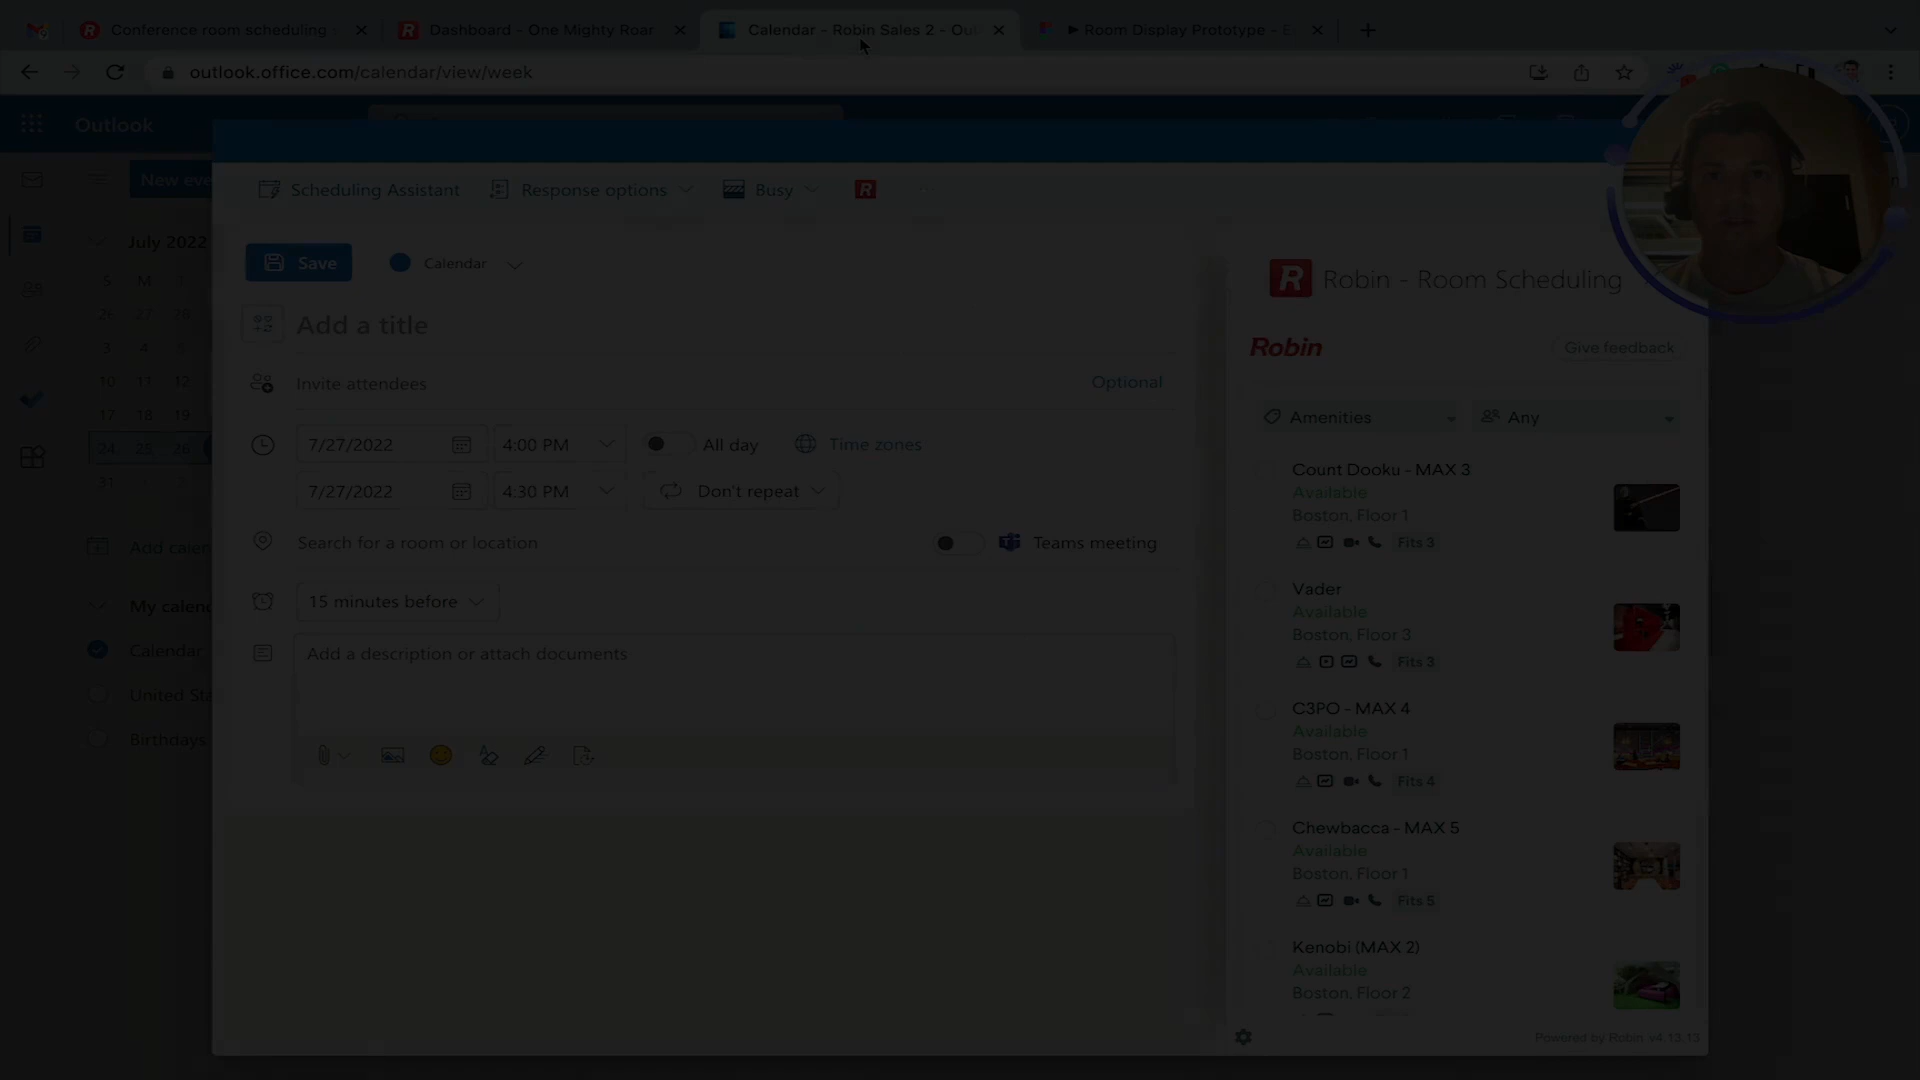 Conference room scheduling
Dashboard - One Mighty Roar
Calendar - Robin Sales 2 - Out
Room Display Prototype - E
outlook.office.com/calendar/view/week
Outlook
New eve
Scheduling Assistant
Response options
Busy
R
July 2022
Save
Calendar
R
Robin - Room Scheduling
S M
26 27 28
Add a title
3 4 5
Robin
Give feedback
10 11 12
Invite attendees
Optional
17 18 19
Amenities
Any
24 25 26
7/27/2022
4:00 PM
All day
Time zones
31
7/27/2022
4:30 PM
Don't repeat
Count Dooku - MAX 3
Available
Boston, Floor 1
Fits 3
Search for a room or location
Teams meeting
Add calen
Vader
Available
Boston, Floor 3
Fits 3
15 minutes before
My calend
Add a description or attach documents
Calendar
United Sta
Birthdays
C3PO - MAX 4
Available
Boston, Floor 1
Fits 4
Chewbacca - MAX 5
Available
Boston, Floor 1
Fits 5
Kenobi (MAX 2)
Available
Boston, Floor 2
Powered by Robin v4.13.13